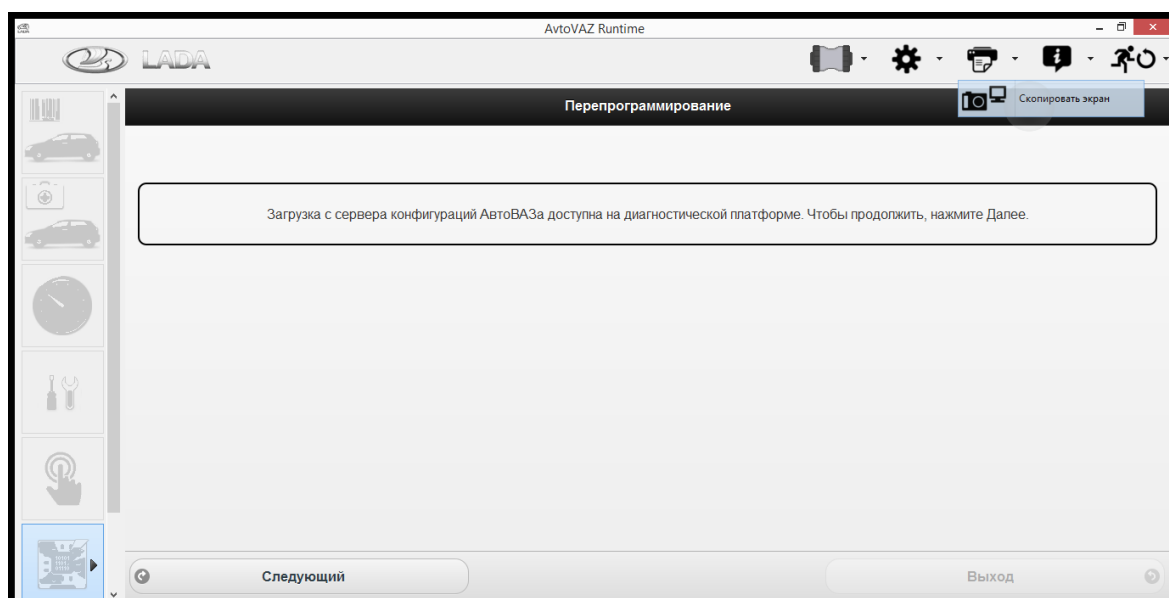 AvtoVAZ Runtime
LADA
Скопировать экран
Перепрограммирование
Загрузка с сервера конфигураций АвтоВАЗа доступна на диагностической платформе. Чтобы продолжить, нажмите Далее.
Следующий
Выход